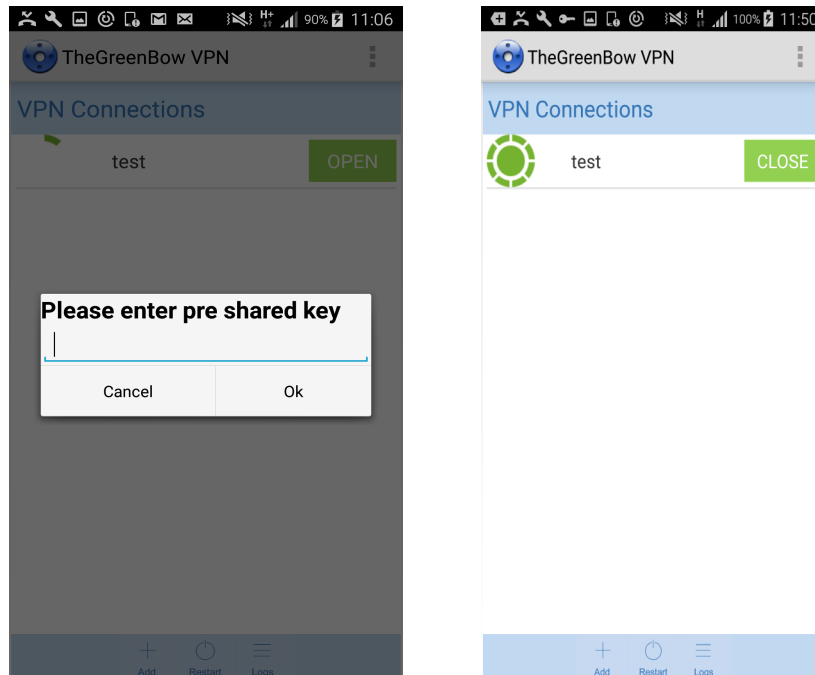 H+ 90% 11:06
TheGreenBow VPN
VPN Connections
test OPEN
Please enter pre shared key
Cancel Ok
Add Restart Logs
H 100% 11:50
TheGreenBow VPN
VPN Connections
test CLOSE
Add Restart Logs